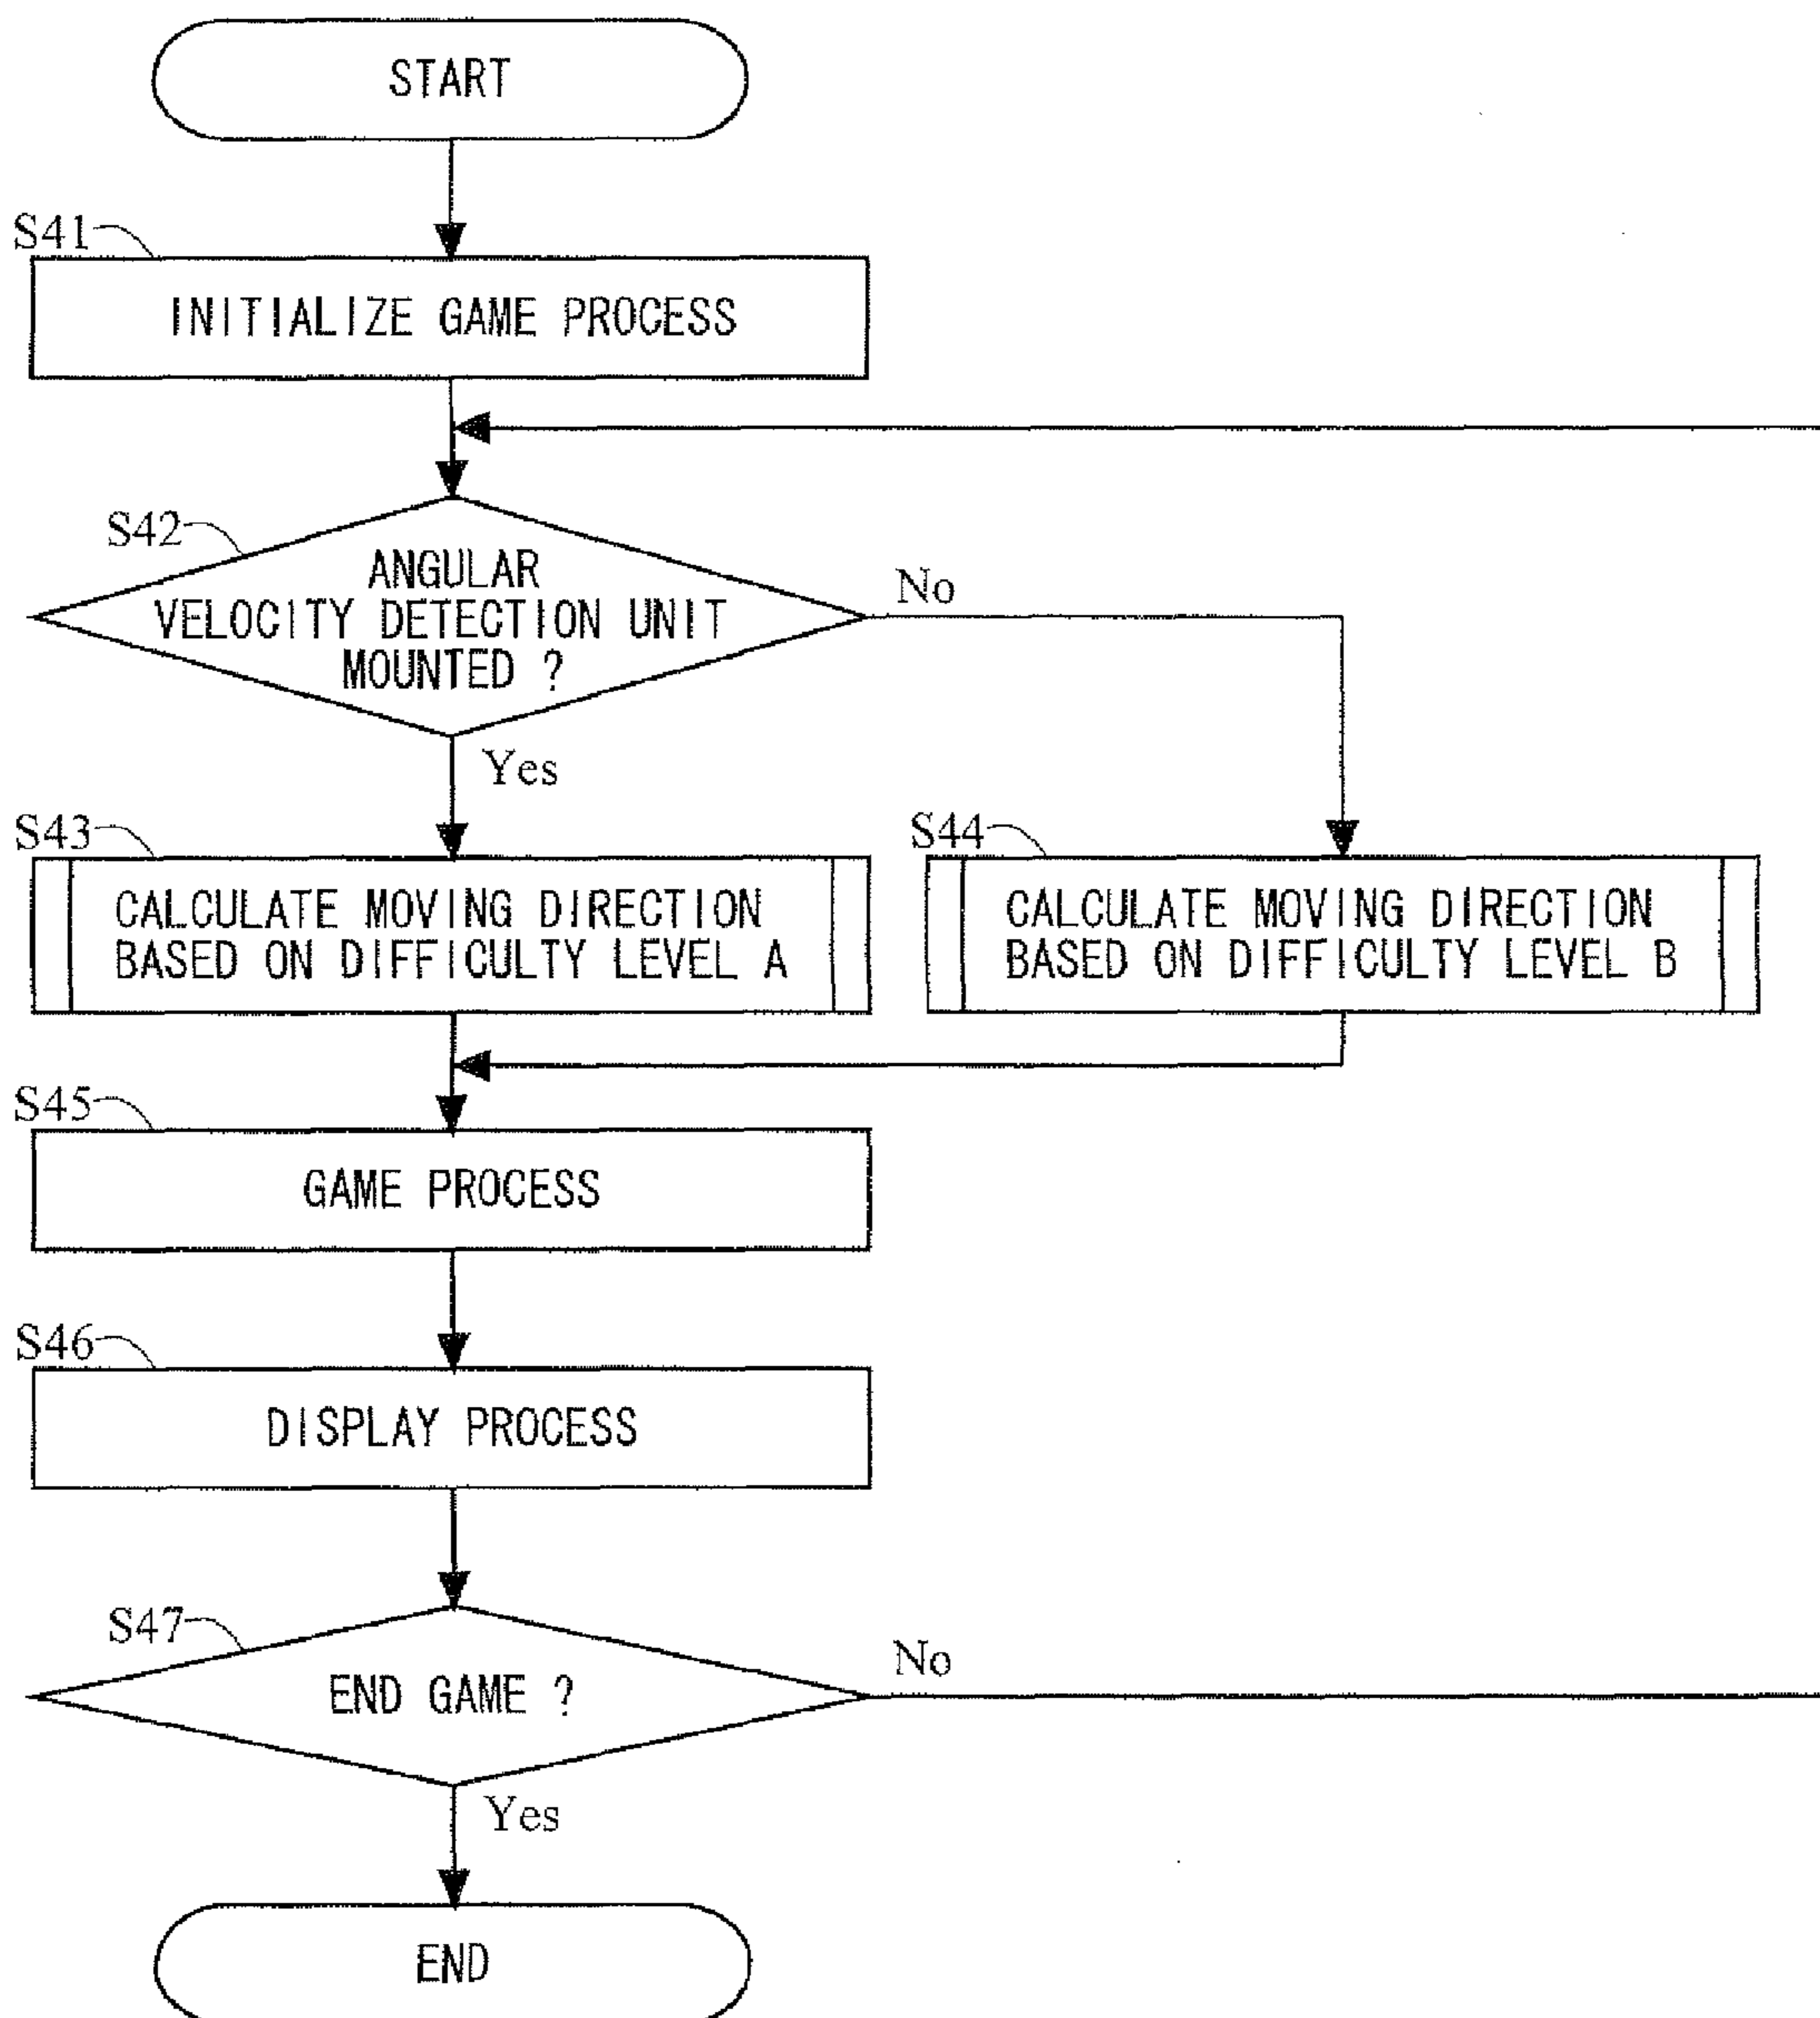 START
S41
INITIALIZE GAME PROCESS
S42
ANGULAR
VELOCITY DETECTION UNIT
MOUNTED ?
No
Yes
S43
CALCULATE MOVING DIRECTION
BASED ON DIFFICULTY LEVEL A
S44
CALCULATE MOVING DIRECTION
BASED ON DIFFICULTY LEVEL B
S45
GAME PROCESS
S46
DISPLAY PROCESS
S47
END GAME ?
No
Yes
END